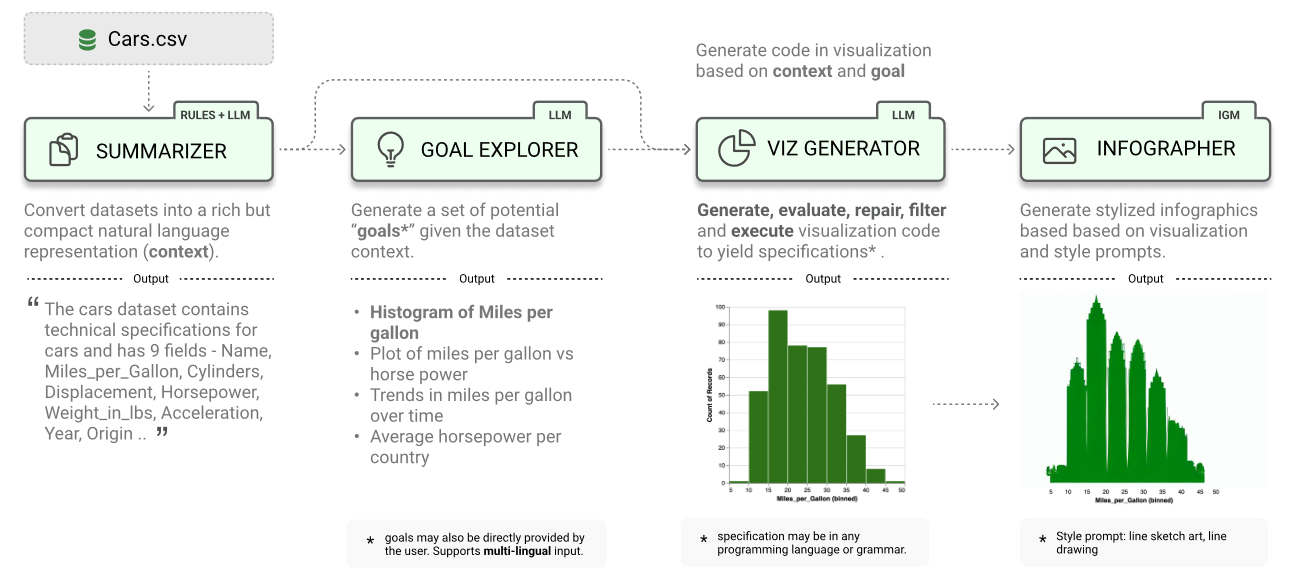 Cars.csv
RULES + LLM
SUMMARIZER
Convert datasets into a rich but
compact natural language
representation (context).
Output
“ The cars dataset contains
technical specifications for
cars and has 9 fields - Name,
Miles_per_Gallon, Cylinders,
Displacement, Horsepower,
Weight_in_lbs, Acceleration,
Year, Origin .. ”
LLM
GOAL EXPLORER
Generate a set of potential
“goals*” given the dataset
context.
Output
• Histogram of Miles per
gallon
• Plot of miles per gallon vs
horse power
• Trends in miles per gallon
over time
• Average horsepower per
country
* goals may also be directly provided by
the user. Supports multi-lingual input.
Generate code in visualization
based on context and goal
LLM
VIZ GENERATOR
Generate, evaluate, repair, filter
and execute visualization code
to yield specifications* .
Output
Count of Records
100
90
80
70
60
50
40
30
20
10
0
5 10 15 20 25 30 35 40 45 50
Miles_per_Gallon (binned)
* specification may be in any
programming language or grammar.
IGM
INFOGRAPHER
Generate stylized infographics
based based on visualization
and style prompts.
Output
5 10 15 20 25 30 35 40 45 50
Miles_per_Gallon (binned)
* Style prompt: line sketch art, line
drawing